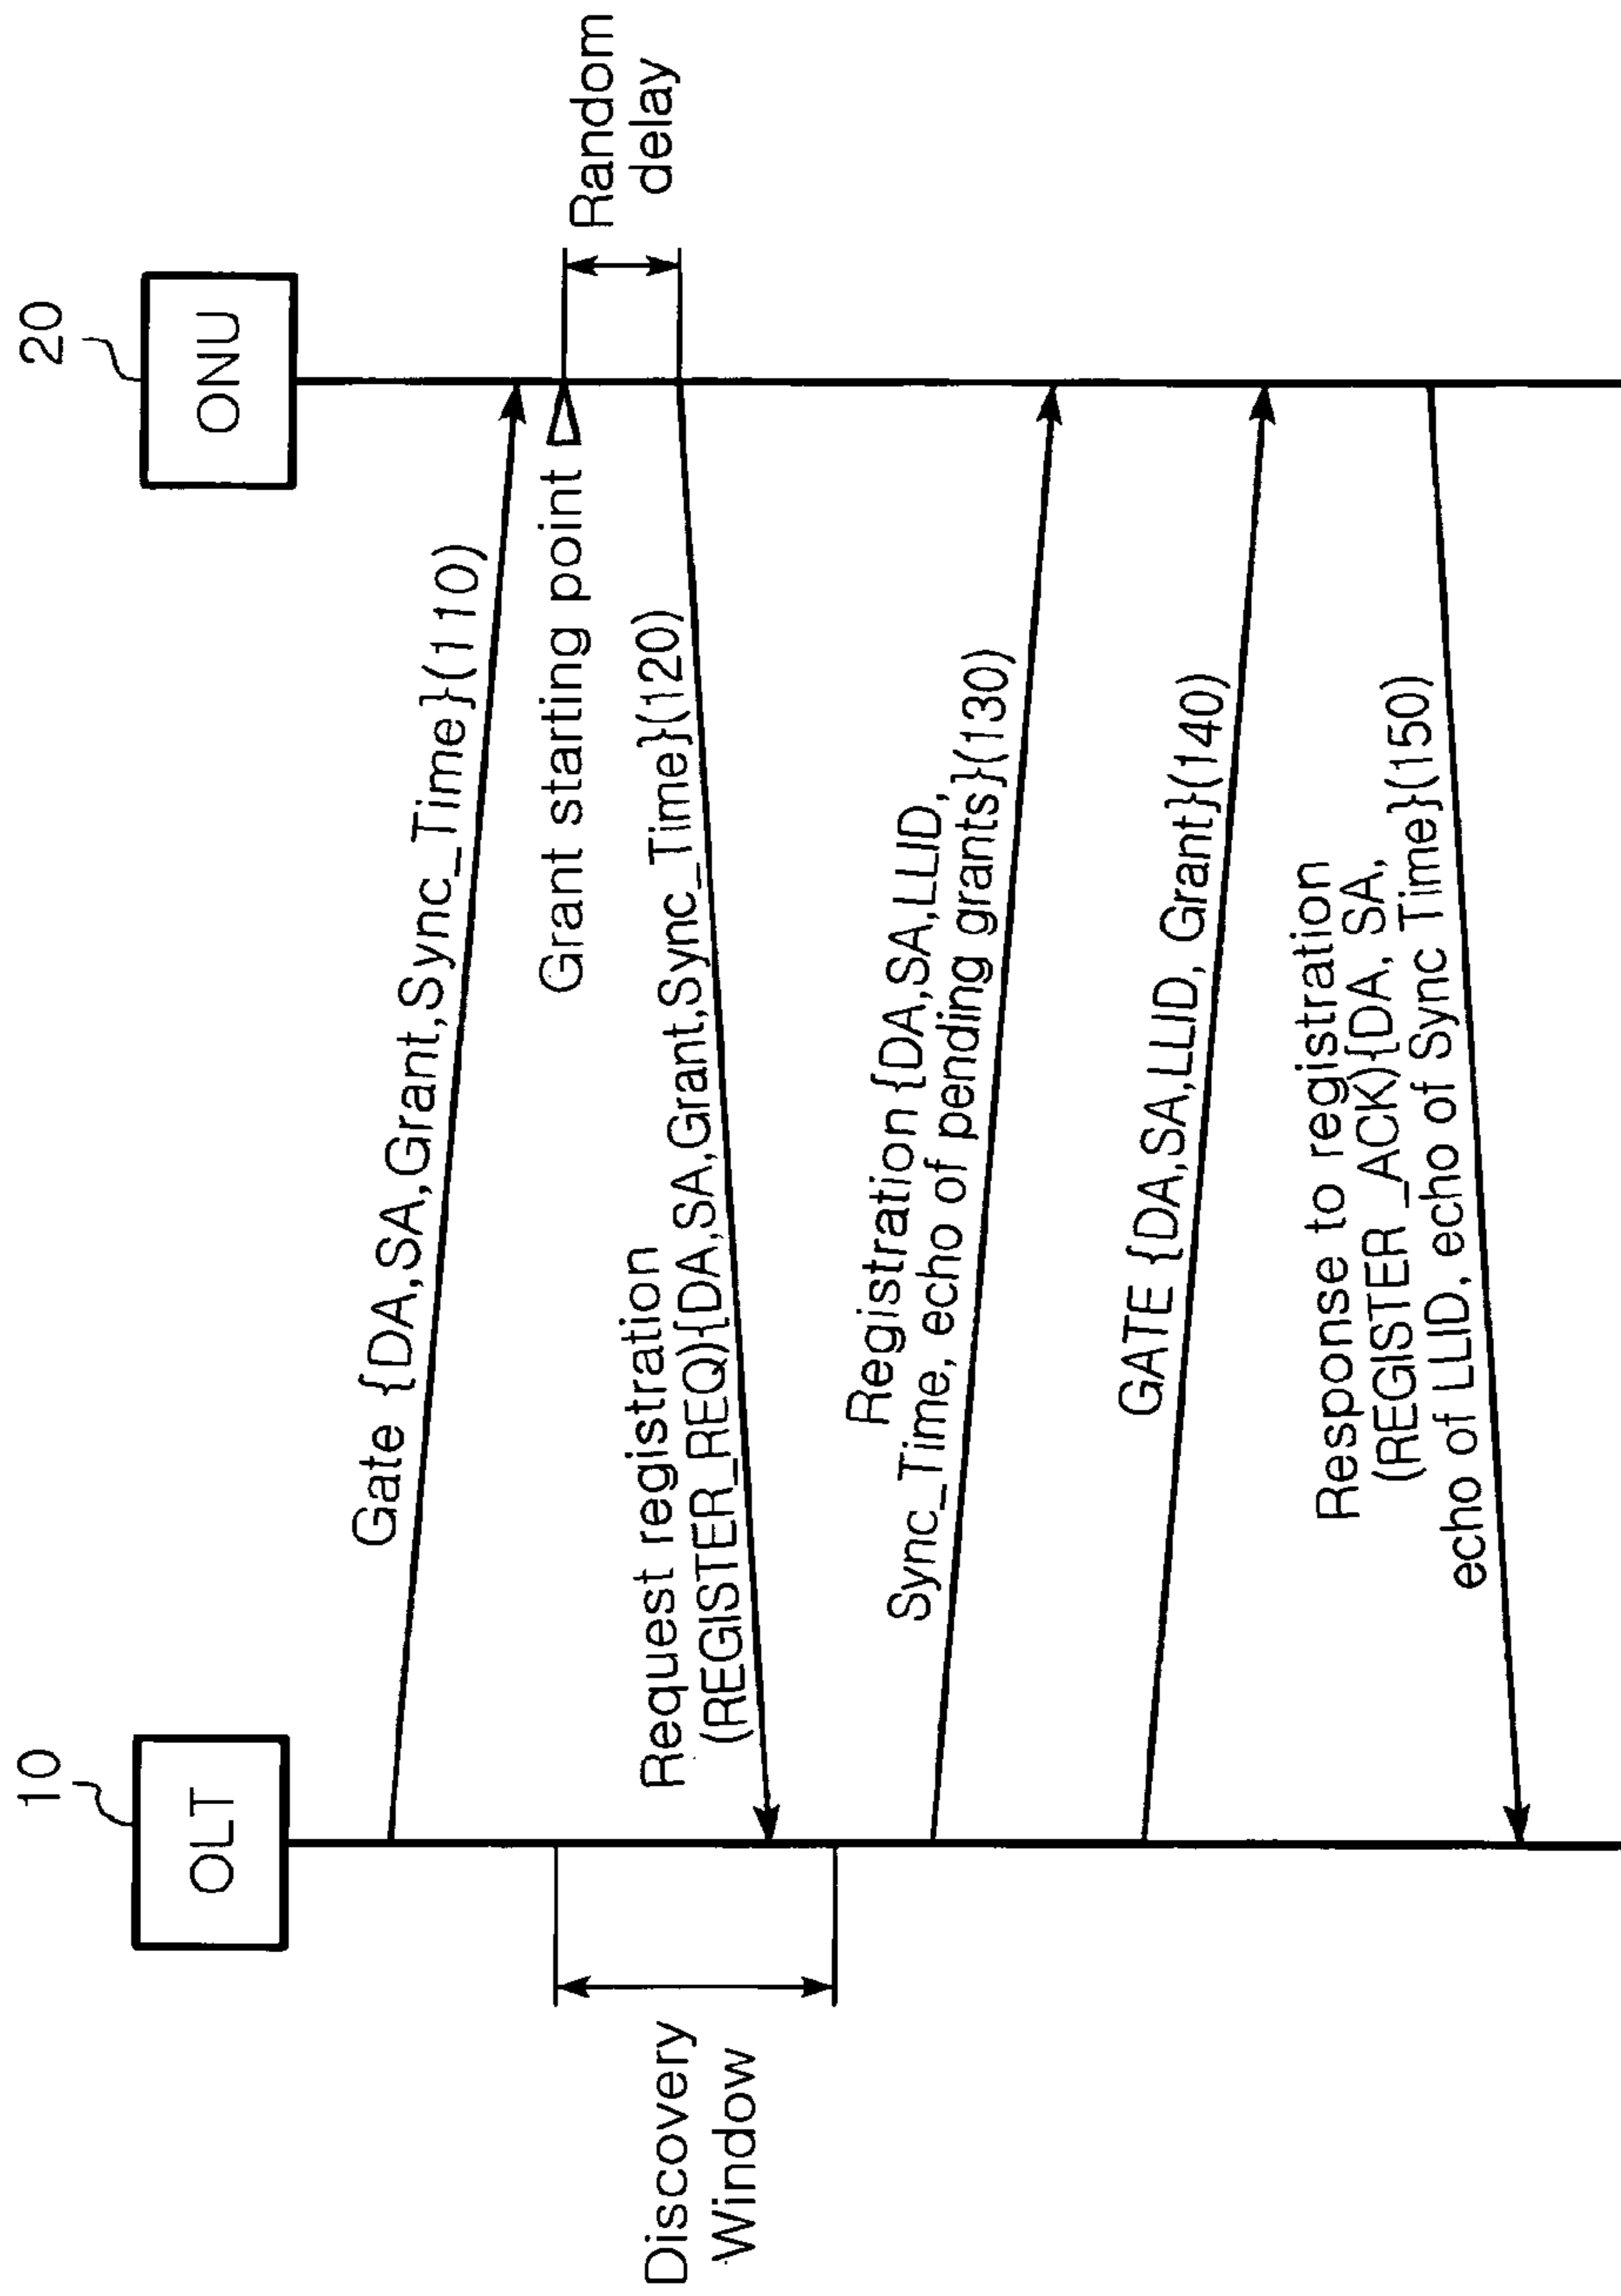 10
OLT
20
ONU
Gate {DA,SA,Grant,Sync_Time}(110)
Grant starting point
Random
delay
Discovery
Window
Request registration
(REGISTER_REQ){DA,SA,Grant,Sync_Time}(120)
Registration {DA,SA,LLID,
Sync_Time, echo of pending grants}(130)
GATE {DA,SA,LLID, Grant}(140)
Response to registration
(REGISTER_ACK){DA, SA,
echo of LLID, echo of Sync Time}(150)